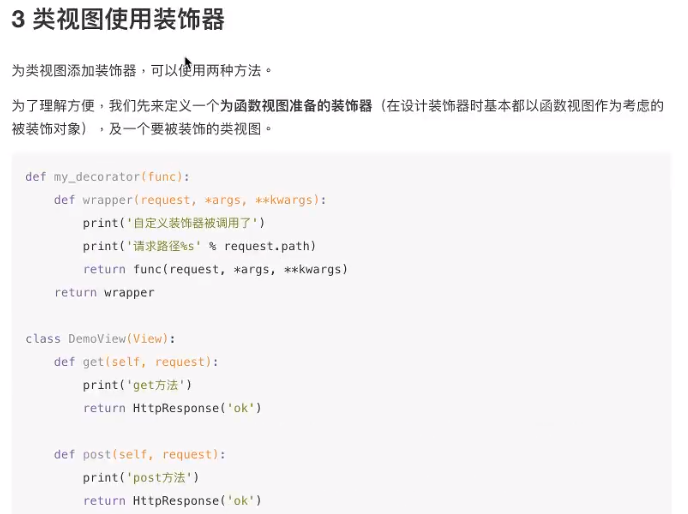 3 类视图使用装饰器
为类视图添加装饰器，可以使用两种方法。
为了理解方便，我们先来定义一个为函数视图准备的装饰器（在设计装饰器时基本都以函数视图作为考虑的
被装饰对象），及一个要被装饰的类视图。
def my_decorator(func):
    def wrapper(request, *args, **kwargs):
        print('自定义装饰器被调用了')
        print('请求路径%s' % request.path)
        return func(request, *args, **kwargs)
    return wrapper
class DemoView(View):
    def get(self, request):
        print('get方法')
        return HttpResponse('ok')
    def post(self, request):
        print('post方法')
        return HttpResponse('ok')